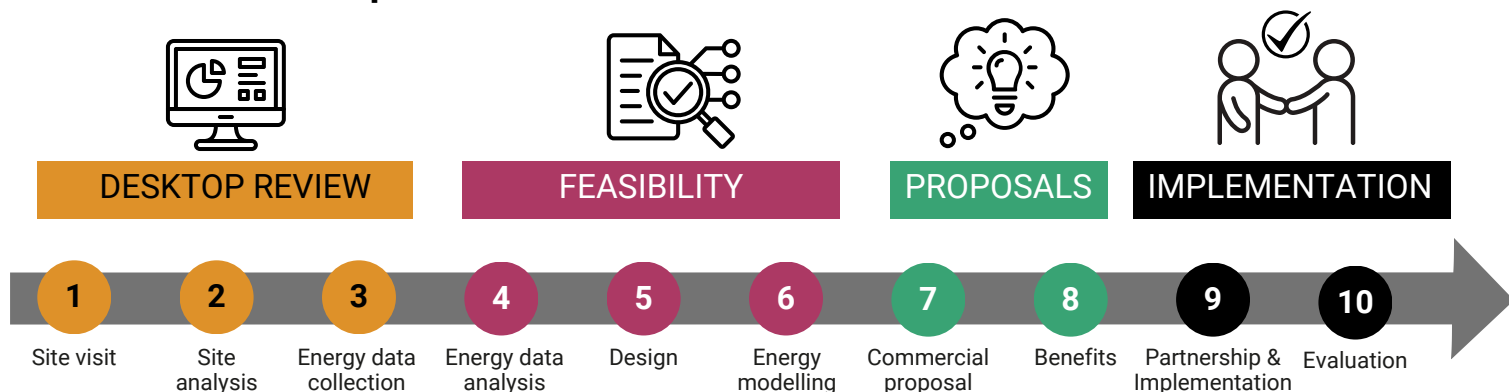 DESKTOP REVIEW
FEASIBILITY
PROPOSALS
IMPLEMENTATION
1
2
3
4
5
6
7
8
9
10
Site visit
Site
analysis
Energy data
collection
Energy data
analysis
Design
Energy
modelling
Commercial
proposal
Benefits
Partnership &
Implementation
Evaluation